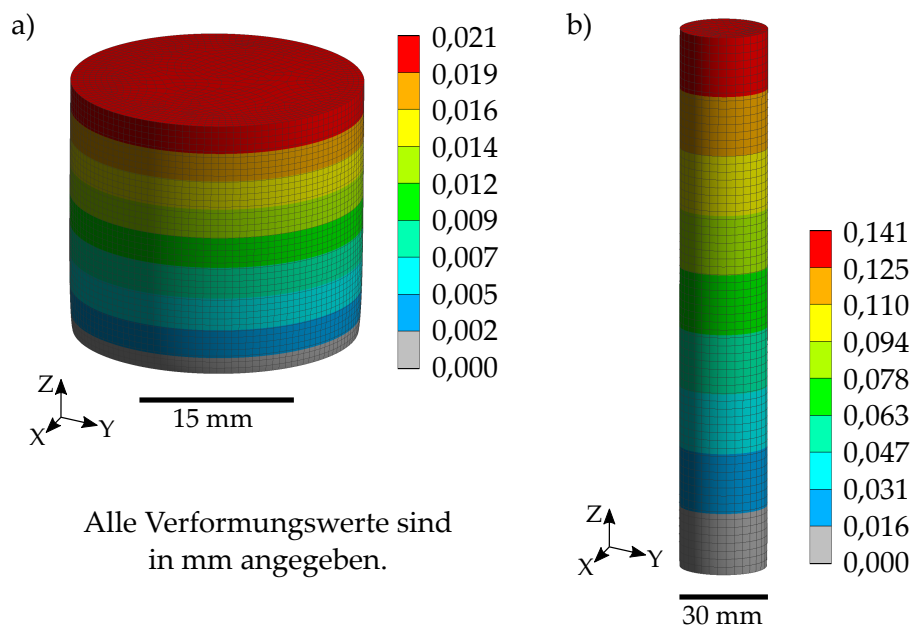 a)
0,021
0,019
0,016
0,014
0,012
0,009
0,007
0,005
0,002
0,000
Z
X
Y
15 mm
Alle Verformungswerte sind
in mm angegeben.
b)
0,141
0,125
0,110
0,094
0,078
0,063
0,047
0,031
0,016
0,000
Z
X
Y
30 mm